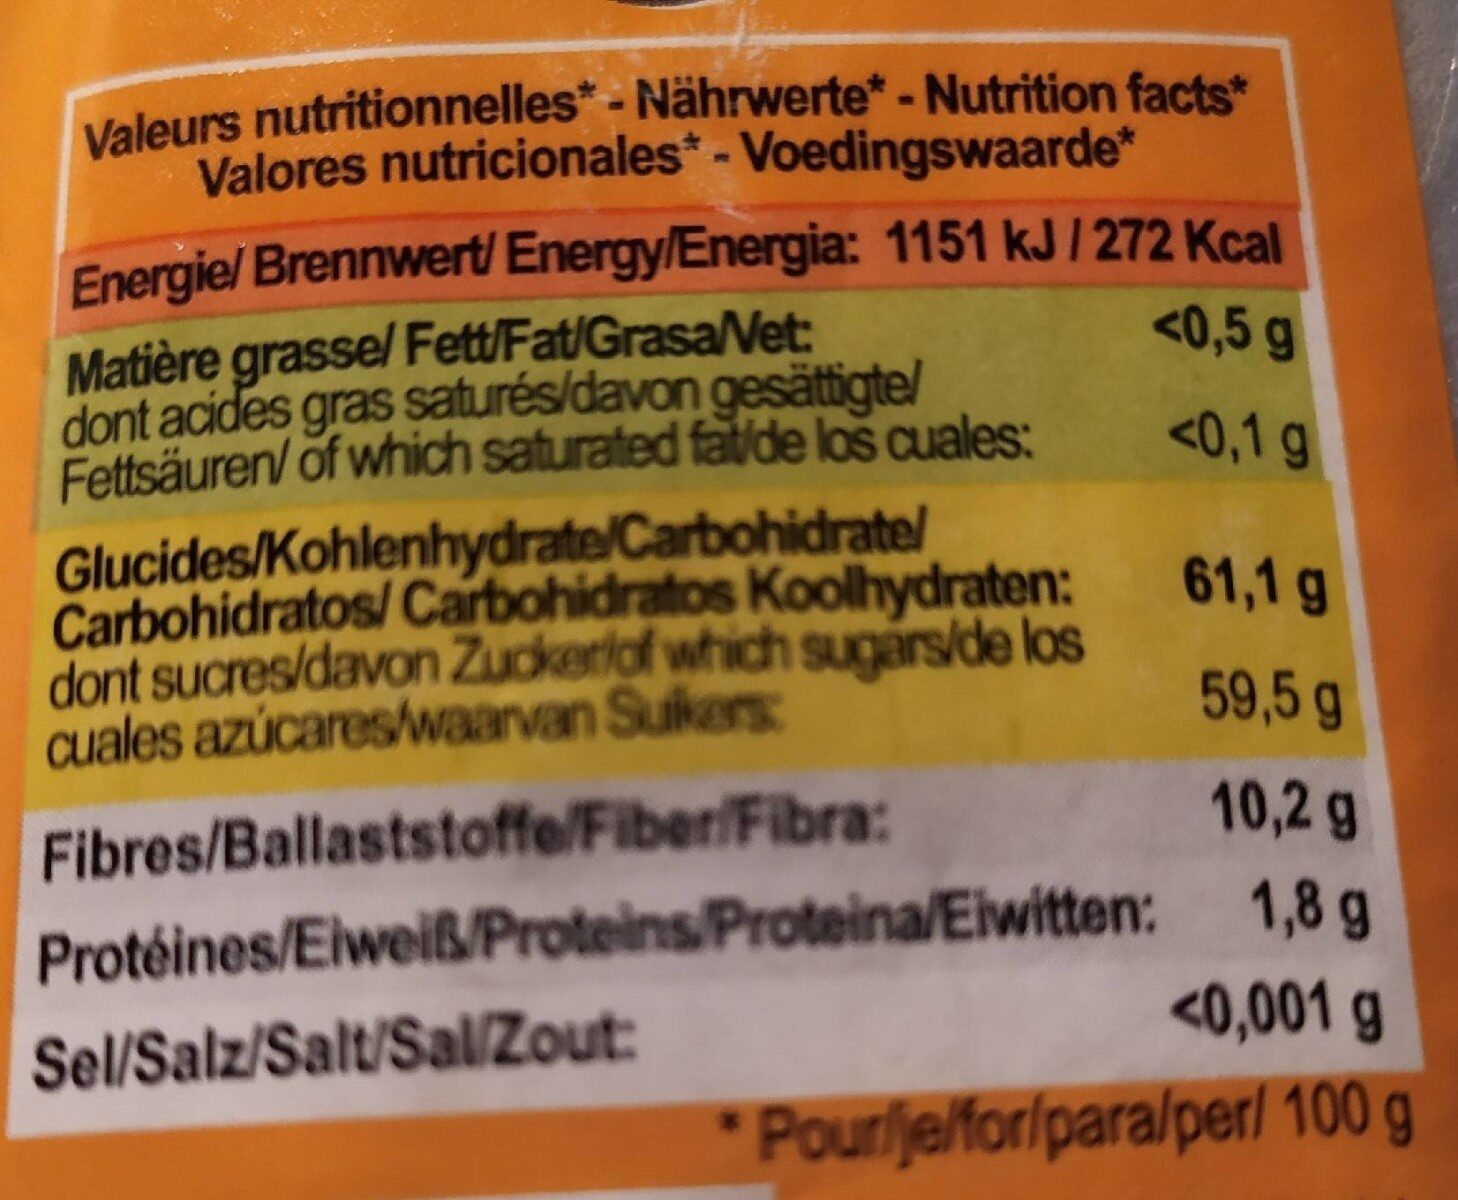 Valeurs nutritionnelles* - Nährwerte* - Nutrition facts*
Valores nutricionales* - Voedingswaarde*
Energie/ Brennwert/ Energy/Energia: 1151 kJ / 272 Kcal
Matière grasse/ Fett/Fat/Grasa/Vet: <0,5 g
dont acides gras saturés/davon gesättigte/
Fettsäuren/ of which saturated fat/de los cuales: <0,1 g
Glucides/Kohlenhydrate/Carbohidrate/
Carbohidratos/ Carbohidratos Koolhydraten: 61,1 g
dont sucres/davon Zucker/of which sugars/de los
cuales azúcares/waarvan Suikers: 59,5 g
Fibres/Ballaststoffe/Fiber/Fibra: 10,2 g
Protéines/Eiweiß/Proteins/Proteina/Eiwitten: 1,8 g
Sel/Salz/Salt/Sal/Zout: <0,001 g
* Pour/je/for/para/per/ 100 g